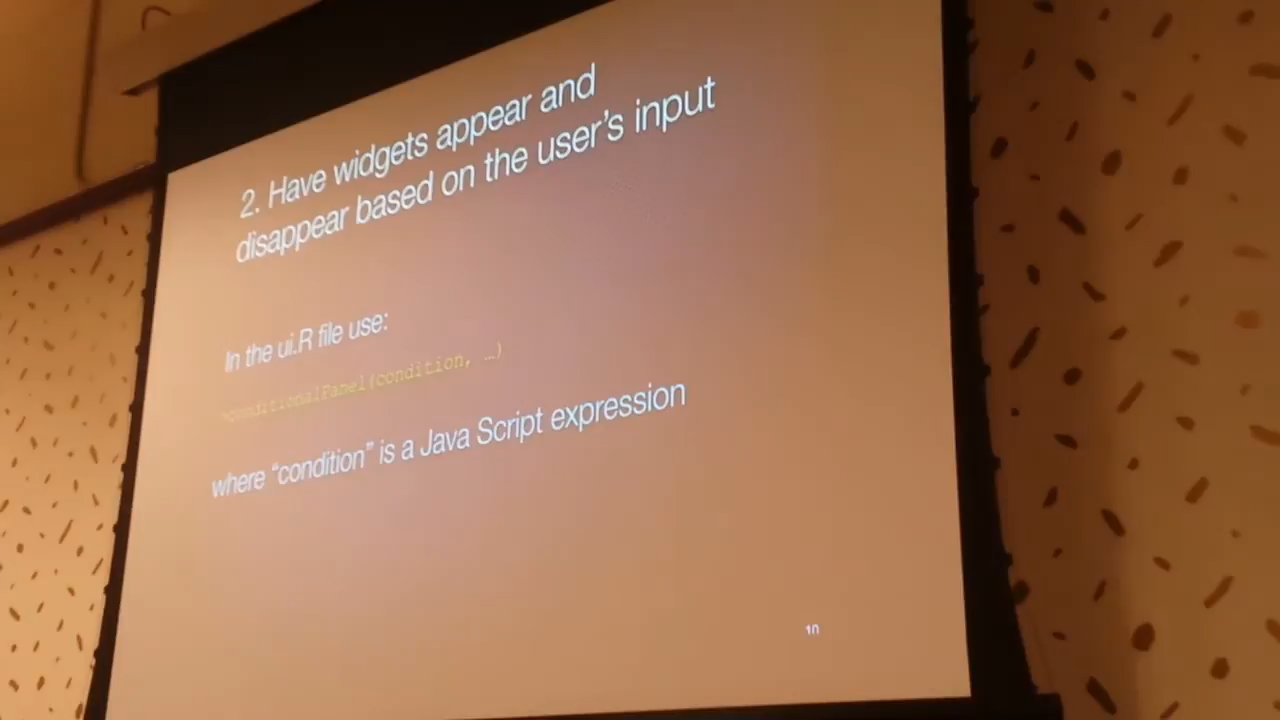 2. Have widgets appear and
disappear based on the user's input
In the ui.R file use:
>conditionalPanel(condition, …)
where “condition” is a Java Script expression
10